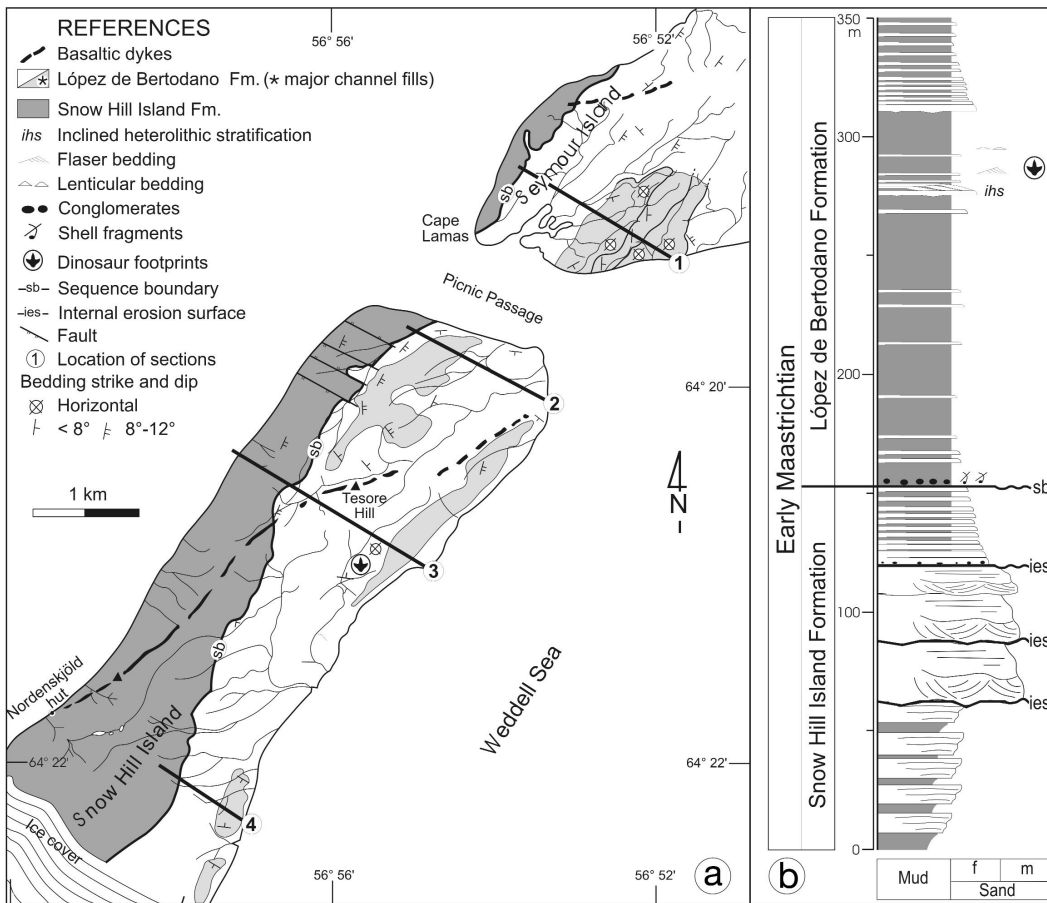 REFERENCES
Basaltic dykes
López de Bertodano Fm. (* major channel fills)
Snow Hill Island Fm.
ihs Inclined heterolithic stratification
Flaser bedding
Lenticular bedding
Conglomerates
Shell fragments
Dinosaur footprints
-sb- Sequence boundary
-ies- Internal erosion surface
Fault
1 Location of sections
Bedding strike and dip
Horizontal
< 8° 8°-12°
1 km
56° 56'
56° 52'
Seymour Island
sb
Cape
Lamas
1
Picnic Passage
64° 20'
2
sb
Tesore
Hill
N
3
sb
Nordenskjöld
hut
Weddell Sea
64° 22'
64° 22'
Snow Hill Island
4
Ice cover
56° 56'
56° 52'
a
350
m
300
ihs
200
sb
ies
100
ies
ies
0
Early Maastrichtian
López de Bertodano Formation
Snow Hill Island Formation
Mud
f
m
Sand
b